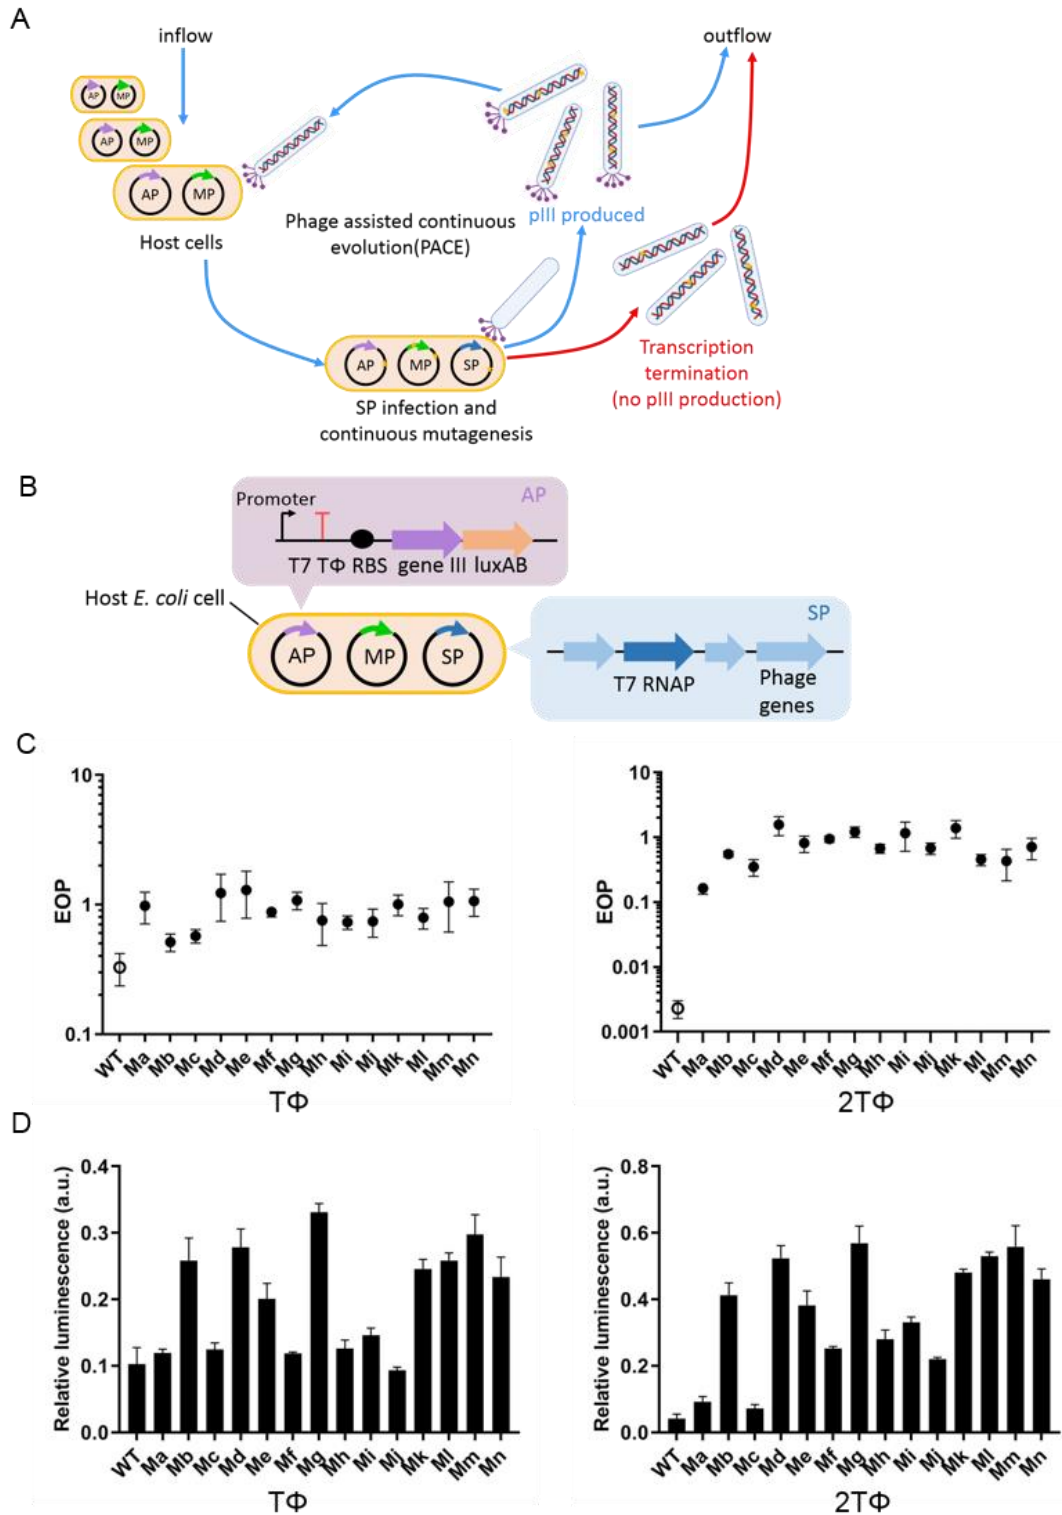 A
inflow
outflow
AP MP
AP MP
AP MP
Host cells
Phage assisted continuous
evolution(PACE)
pIII produced
Transcription
termination
(no pIII production)
AP MP SP
SP infection and
continuous mutagenesis
B
Promoter
AP
T7 TΦ RBS gene III luxAB
Host E. coli cell
AP MP SP
SP
T7 RNAP
Phage
genes
C
EOP
10
1
0.1
WT Ma Mb Mc Md Me Mf Mg Mh Mi Mj Mk Ml Mm Mn
TΦ
EOP
10
1
0.1
0.01
0.001
WT Ma Mb Mc Md Me Mf Mg Mh Mi Mj Mk Ml Mm Mn
2TΦ
D
Relative luminescence (a.u.)
0.4
0.3
0.2
0.1
0.0
WT Ma Mb Mc Md Me Mf Mg Mh Mi Mj Mk Ml Mm Mn
TΦ
Relative luminescence (a.u.)
0.8
0.6
0.4
0.2
0.0
WT Ma Mb Mc Md Me Mf Mg Mh Mi Mj Mk Ml Mm Mn
2TΦ